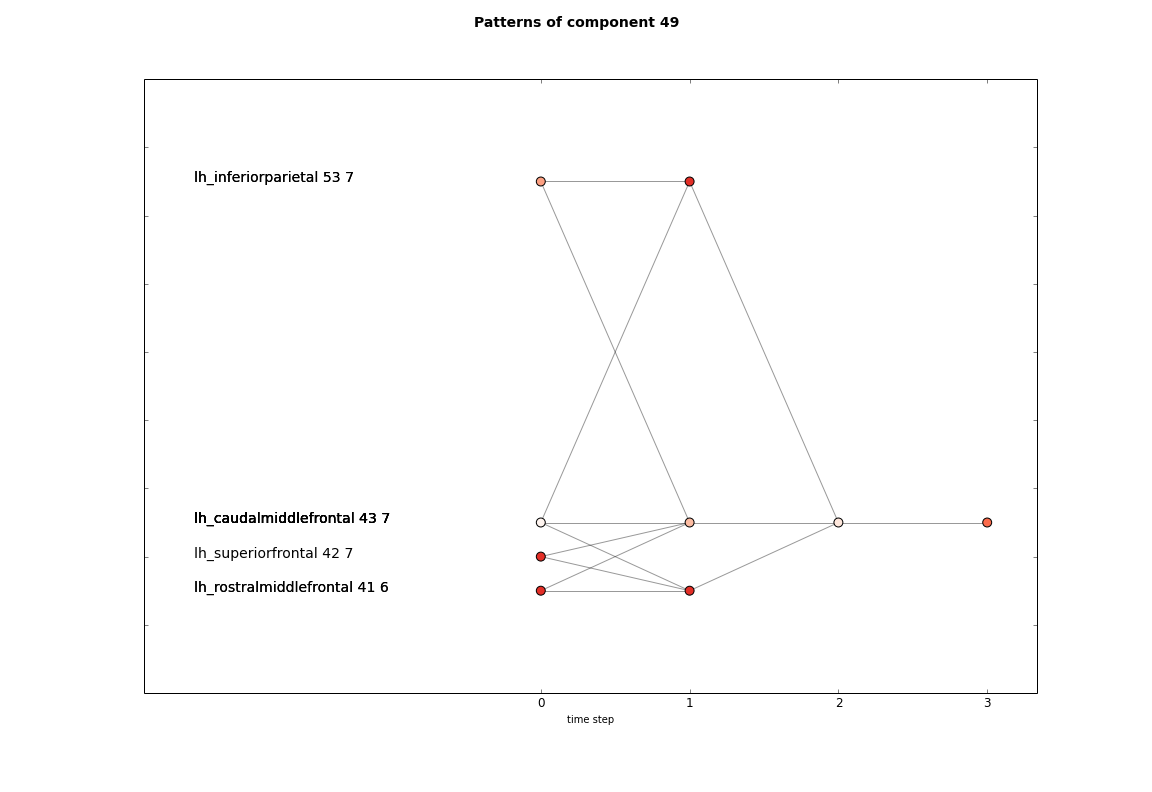 Patterns of component 49
lh_inferiorparietal 53 7
lh_caudalmiddlefrontal 43 7
lh_superiorfrontal 42 7
lh_rostralmiddlefrontal 41 6
0 1 2 3
time step